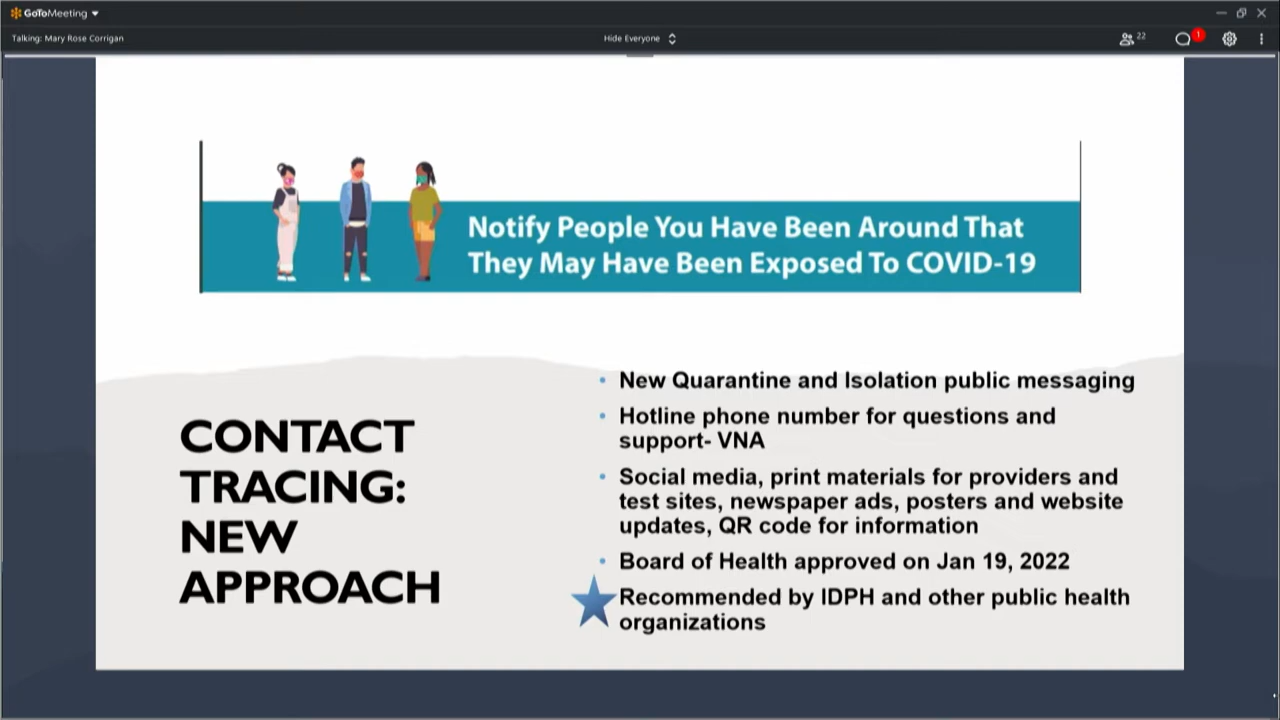 GoToMeeting
Talking: Mary Rose Corrigan
Hide Everyone
22
1
Notify People You Have Been Around That
They May Have Been Exposed To COVID-19
CONTACT
TRACING:
NEW
APPROACH
• New Quarantine and Isolation public messaging
• Hotline phone number for questions and
support- VNA
• Social media, print materials for providers and
test sites, newspaper ads, posters and website
updates, QR code for information
• Board of Health approved on Jan 19, 2022
Recommended by IDPH and other public health
organizations